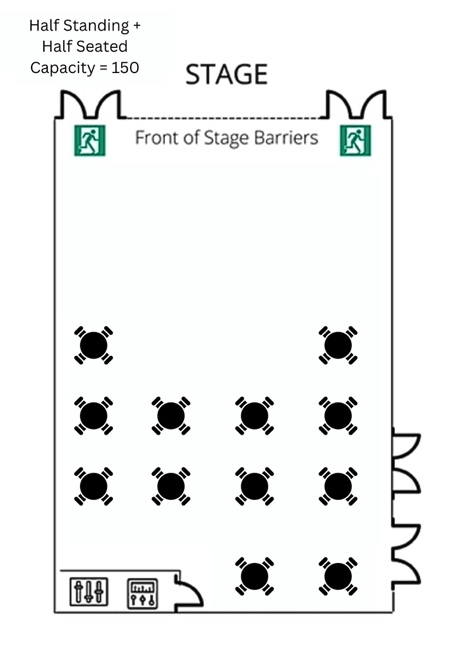 Half Standing +
Half Seated
Capacity = 150
STAGE
Front of Stage Barriers